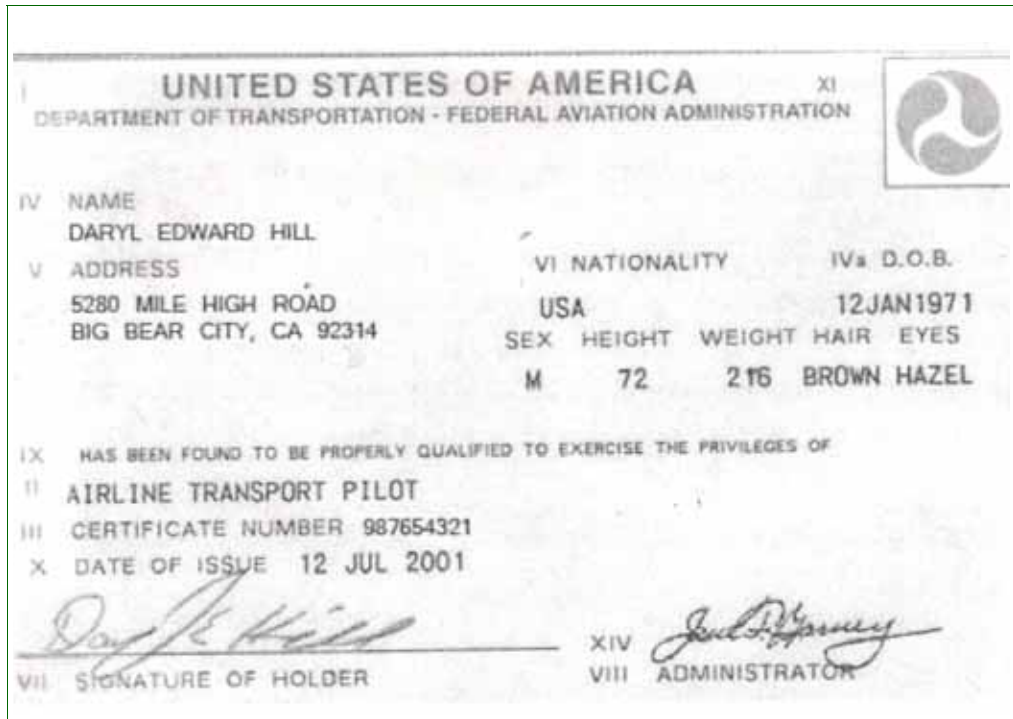 I UNITED STATES OF AMERICA XI
DEPARTMENT OF TRANSPORTATION - FEDERAL AVIATION ADMINISTRATION
IV NAME
DARYL EDWARD HILL
V ADDRESS
5280 MILE HIGH ROAD
BIG BEAR CITY, CA 92314
VI NATIONALITY IVa D.O.B.
USA 12JAN1971
SEX HEIGHT WEIGHT HAIR EYES
M 72 216 BROWN HAZEL
IX HAS BEEN FOUND TO BE PROPERLY QUALIFIED TO EXERCISE THE PRIVILEGES OF
II AIRLINE TRANSPORT PILOT
III CERTIFICATE NUMBER 987654321
X DATE OF ISSUE 12 JUL 2001
Hill
VII SIGNATURE OF HOLDER
XIV
VIII ADMINISTRATOR